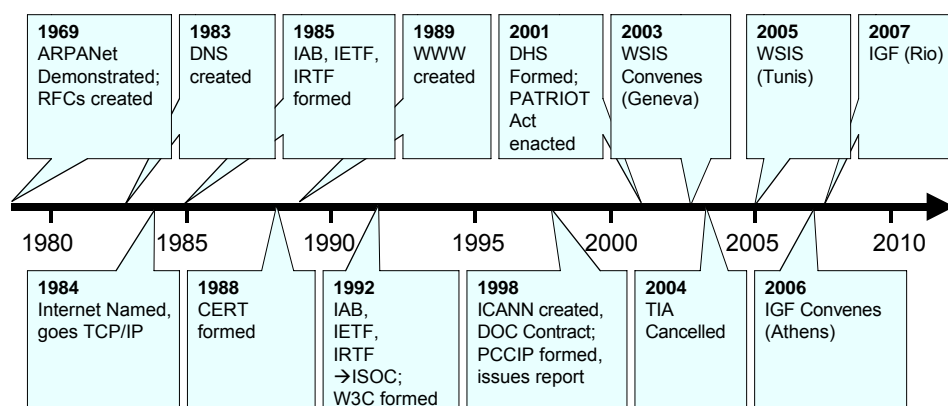 1969
ARPANet
Demonstrated;
RFCs created
1983
DNS
created
1985
IAB, IETF,
IRTF
formed
1989
WWW
created
2001
DHS
Formed;
PATRIOT
Act
enacted
2003
WSIS
Convenes
(Geneva)
2005
WSIS
(Tunis)
2007
IGF (Rio)
1980
1985
1990
1995
2000
2005
2010
1984
Internet Named,
goes TCP/IP
1988
CERT
formed
1992
IAB,
IETF,
IRTF
→ISOC;
W3C formed
1998
ICANN created,
DOC Contract;
PCCIP formed,
issues report
2004
TIA
Cancelled
2006
IGF Convenes
(Athens)